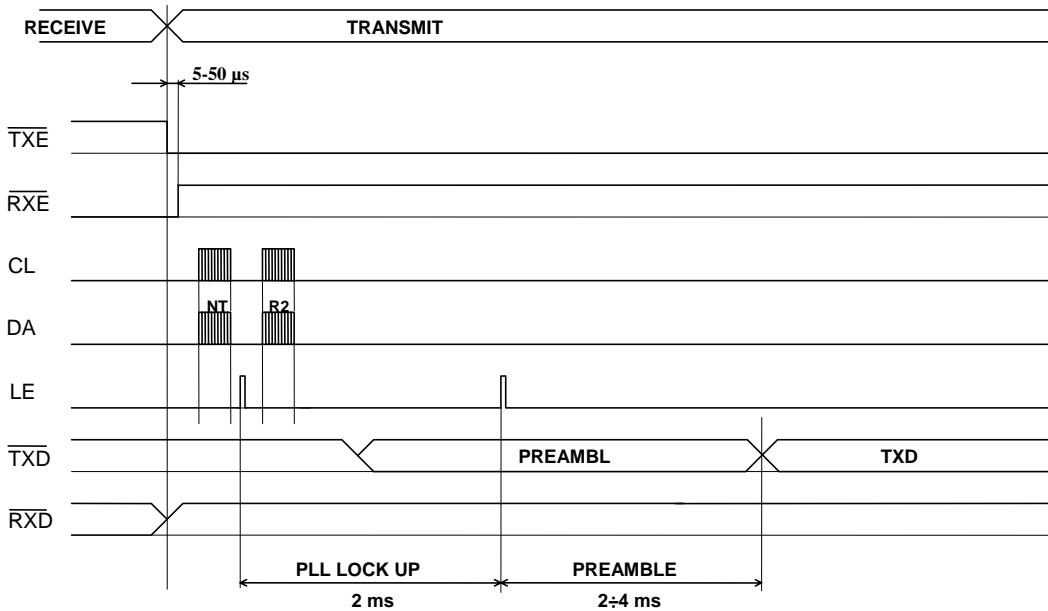 RECEIVE TRANSMIT
5-50 µs
TXE
RXE
CL
NT R2
DA
LE
TXD PREAMBL TXD
RXD
PLL LOCK UP PREAMBLE
2 ms 2÷4 ms